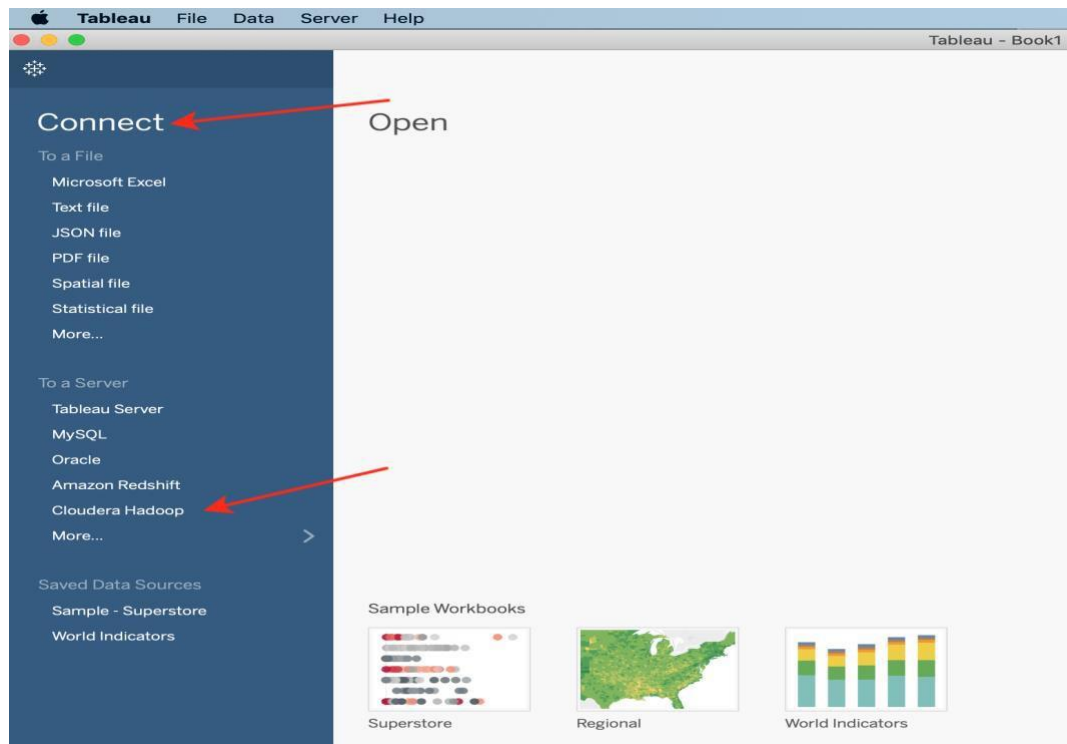 Tableau File Data Server Help
Tableau - Book1
Connect
To a File
Microsoft Excel
Text file
JSON file
PDF file
Spatial file
Statistical file
More...
To a Server
Tableau Server
MySQL
Oracle
Amazon Redshift
Cloudera Hadoop
More...
Saved Data Sources
Sample - Superstore
World Indicators
Open
Sample Workbooks
Superstore
Regional
World Indicators